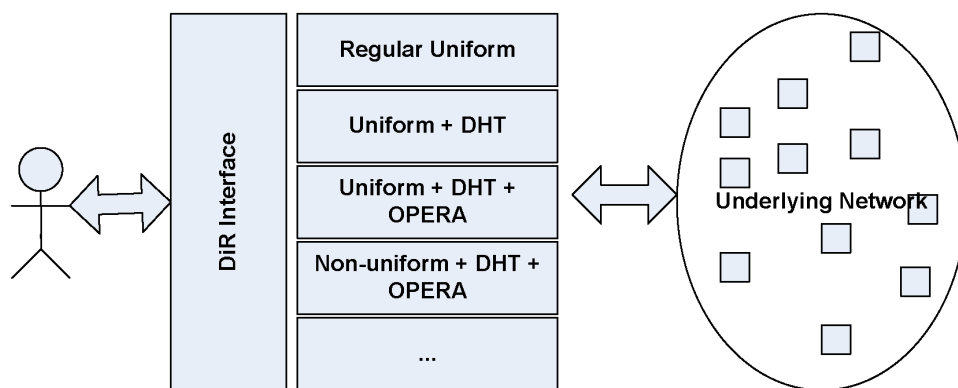 DiR Interface
Regular Uniform
Uniform + DHT
Uniform + DHT +
OPERA
Non-uniform + DHT +
OPERA
...
Underlying Network